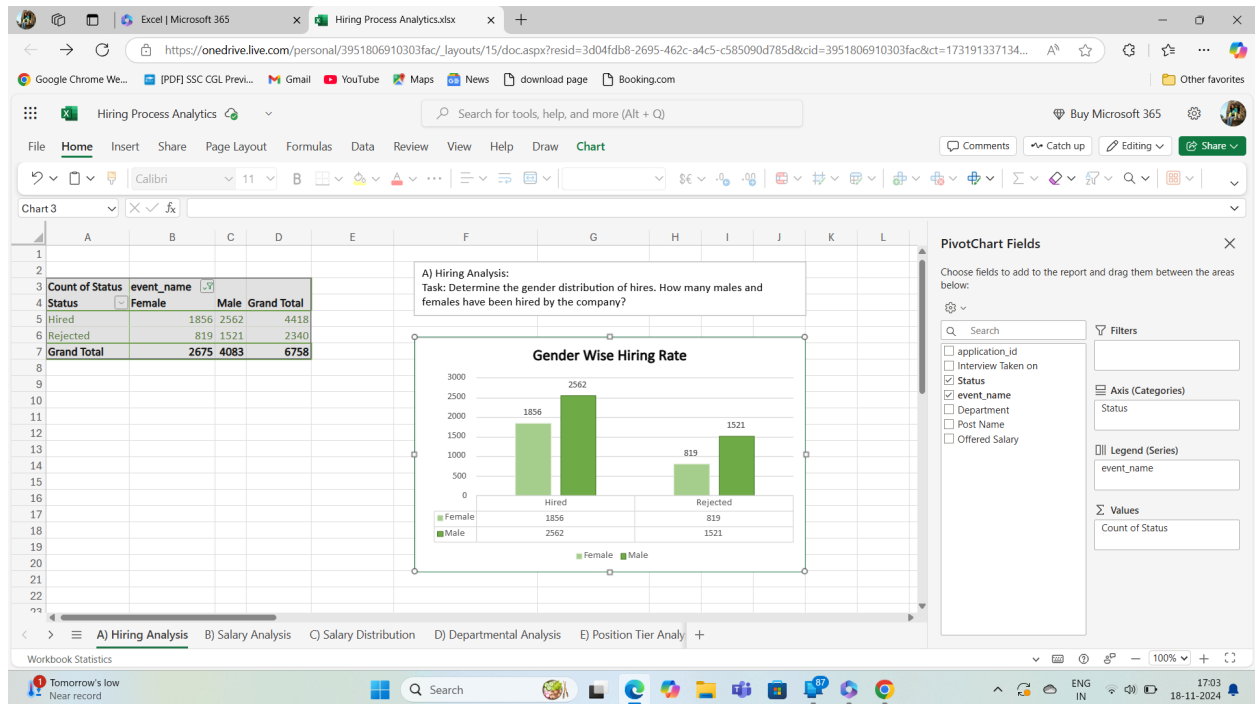 Excel | Microsoft 365
Hiring Process Analytics.xlsx
https://onedrive.live.com/personal/3951806910303fac/_layouts/15/doc.aspx?resid=3d04fdb8-2695-462c-a4c5-c585090d785d&cid=3951806910303fac&ct=173191337134...
Google Chrome We... [PDF] SSC CGL Previ... Gmail YouTube Maps News download page Booking.com Other favorites
Hiring Process Analytics Search for tools, help, and more (Alt + Q) Buy Microsoft 365
File Home Insert Share Page Layout Formulas Data Review View Help Draw Chart Comments Catch up Editing Share
Calibri 11 B A $€
Chart 3 fx
A B C D E F G H I J K L
1
2
3 Count of Status event_name
4 Status Female Male Grand Total
5 Hired 1856 2562 4418
6 Rejected 819 1521 2340
7 Grand Total 2675 4083 6758
8
9
10
11
12
13
14
15
16
17
18
19
20
21
22
23
A) Hiring Analysis:
Task: Determine the gender distribution of hires. How many males and
females have been hired by the company?
Gender Wise Hiring Rate
3000
2500
2000
1500
1000
500
0
1856 2562 819 1521
Hired Rejected
Female 1856 819
Male 2562 1521
Female Male
PivotChart Fields
Choose fields to add to the report and drag them between the areas
below:
Search
application_id
Interview Taken on
Status
event_name
Department
Post Name
Offered Salary
Filters
Axis (Categories)
Status
Legend (Series)
event_name
Σ Values
Count of Status
A) Hiring Analysis B) Salary Analysis C) Salary Distribution D) Departmental Analysis E) Position Tier Analy
Workbook Statistics 100%
1 Tomorrow's low
Near record
Search
87
ENG
IN
17:03
18-11-2024